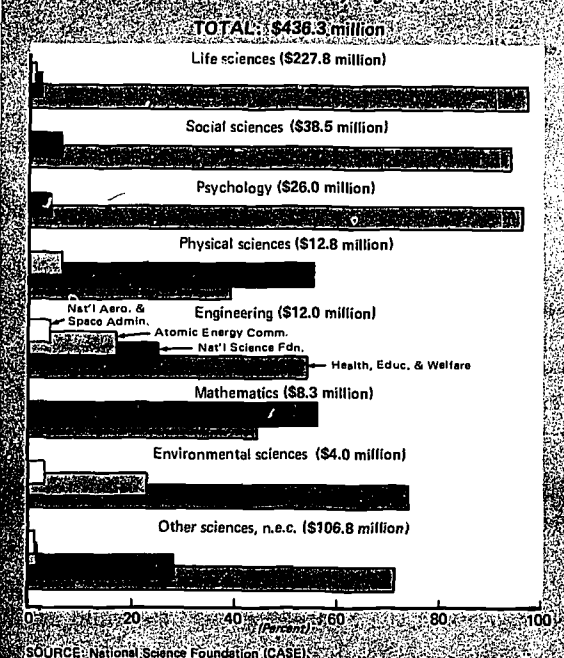 TOTAL: $436.3 million
Life sciences ($227.8 million)
Social sciences ($38.5 million)
Psychology ($26.0 million)
Physical sciences ($12.8 million)
Engineering ($12.0 million)
Nat'l Aero. &
Space Admin.
Atomic Energy Comm.
Nat'l Science Fdn.
Health, Educ. & Welfare
Mathematics ($8.3 million)
Environmental sciences ($4.0 million)
Other sciences, n.e.c. ($106.8 million)
0 20 40 60 80 100
(Percent)
SOURCE: National Science Foundation (CASE).